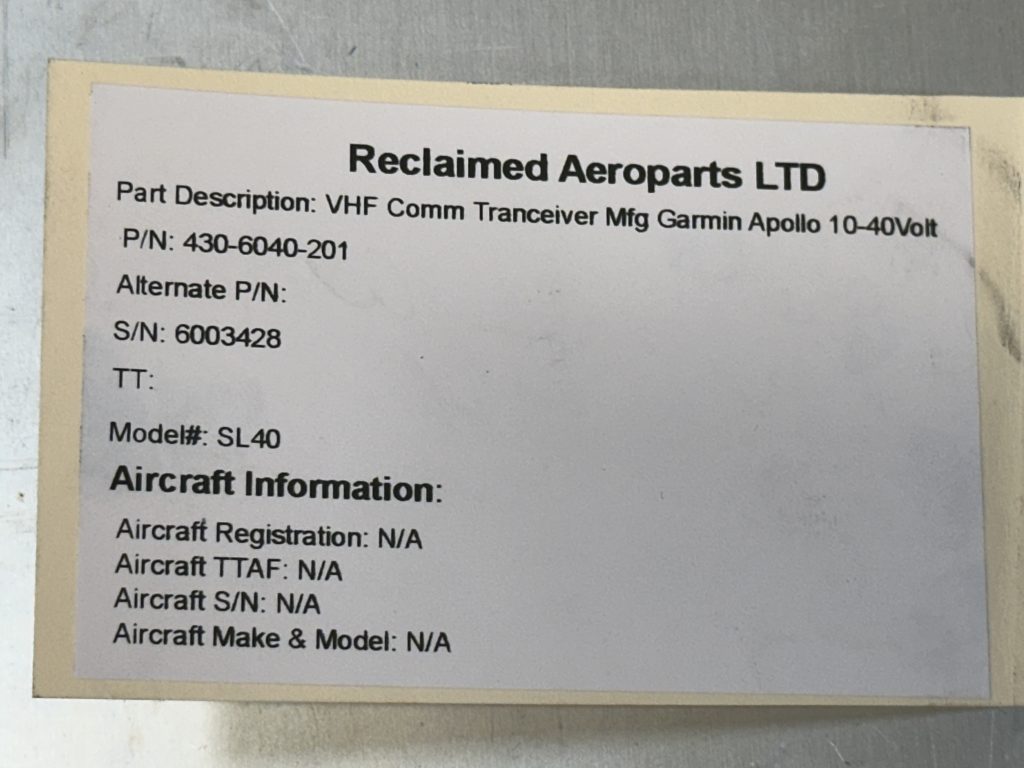 Reclaimed Aeroparts LTD
Part Description: VHF Comm Tranceiver Mfg Garmin Apollo 10-40Volt
P/N: 430-6040-201
Alternate P/N:
S/N: 6003428
TT:
Model#: SL40
Aircraft Information:
Aircraft Registration: N/A
Aircraft TTAF: N/A
Aircraft S/N: N/A
Aircraft Make & Model: N/A